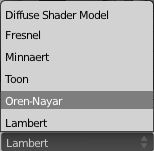 Diffuse Shader Model
Fresnel
Minnaert
Toon
Oren-Nayar
Lambert
Lambert